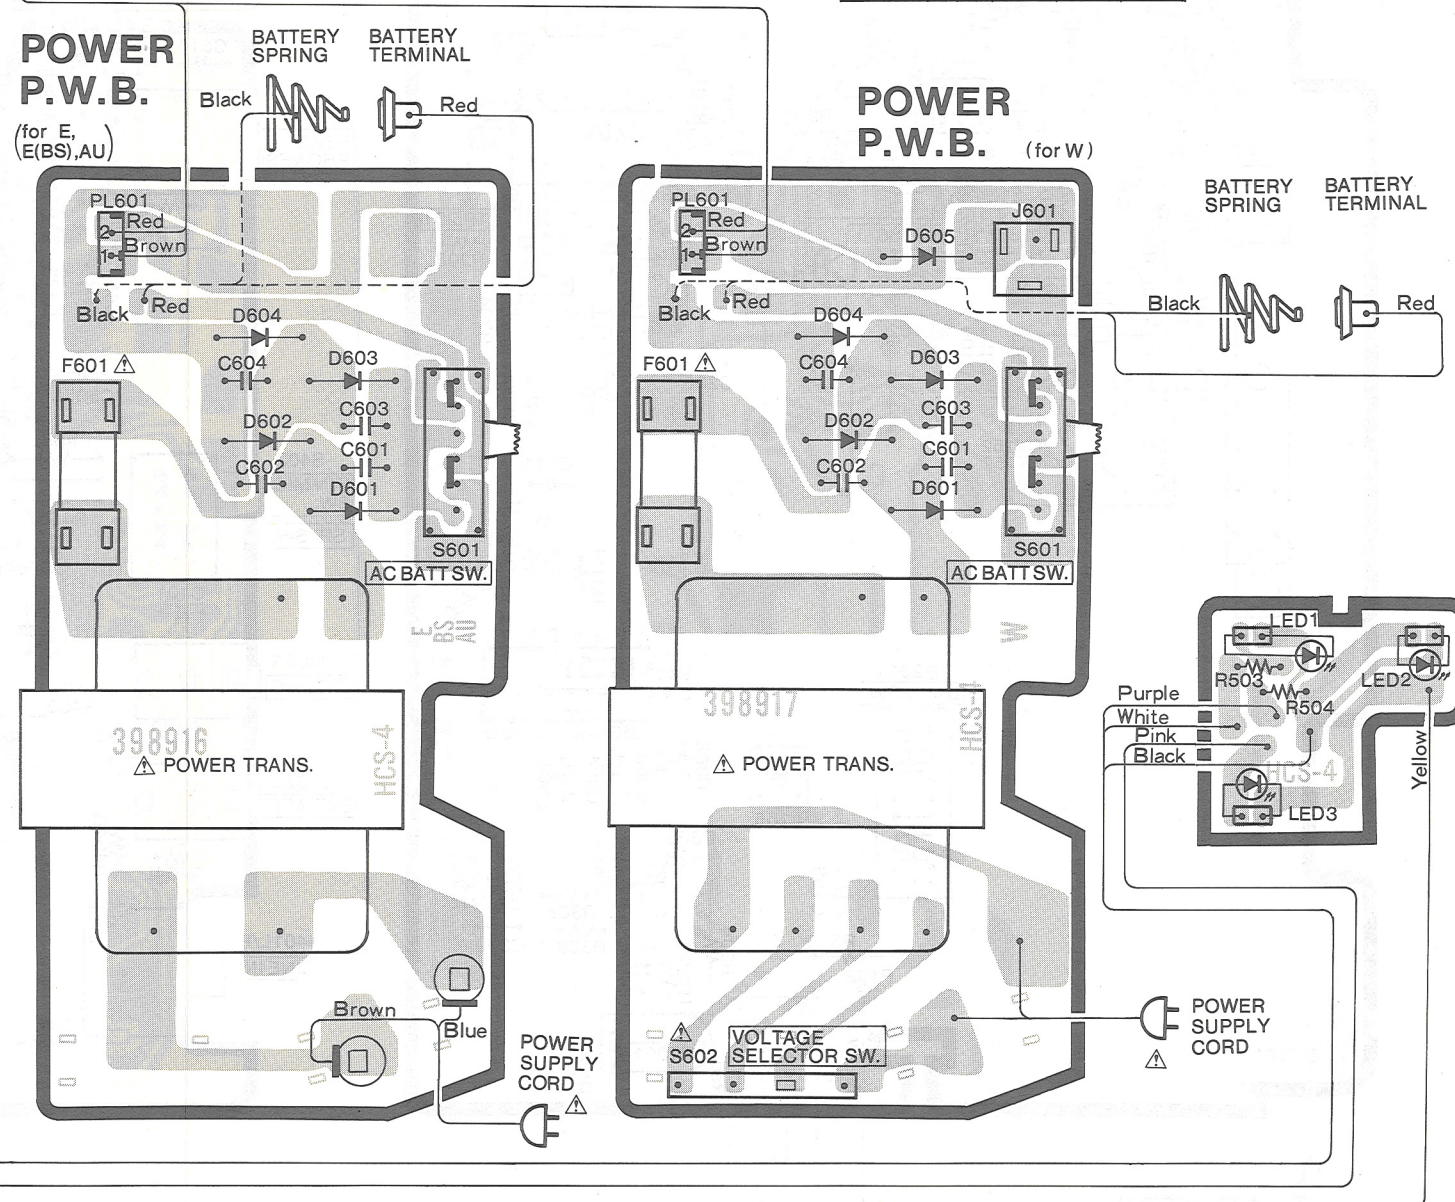 POWER
P.W.B.
(for E,
E(BS),AU)
BATTERY
SPRING
BATTERY
TERMINAL
Black
Red
PL601
2
Red
1
Brown
Black
Red
D604
F601
C604
D603
C603
D602
C601
C602
D601
S601
AC BATT SW.
E
BS
AU
398916
HCS-4
POWER TRANS.
Brown
Blue
POWER
SUPPLY
CORD
POWER
P.W.B.
(for W)
BATTERY
SPRING
BATTERY
TERMINAL
PL601
2
Red
1
Brown
J601
D605
Black
Red
Black
Red
D604
F601
C604
D603
C603
D602
C601
C602
D601
S601
AC BATT SW.
W
398917
HCS-4
POWER TRANS.
S602
VOLTAGE
SELECTOR SW.
POWER
SUPPLY
CORD
LED1
R503
R504
LED2
Purple
White
Pink
Black
HCS-4
LED3
Yellow